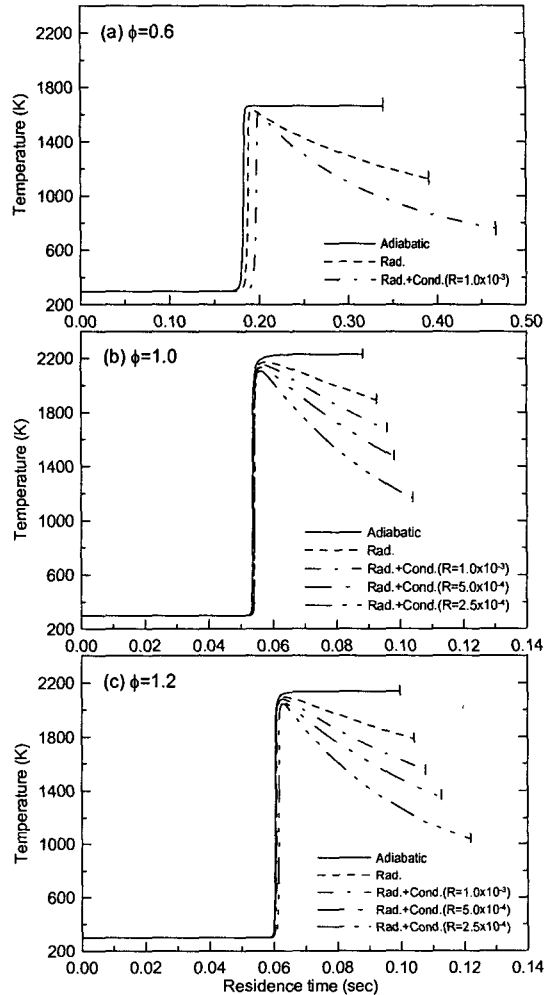 (a) ϕ=0.6
Temperature (K)
2200
1800
1400
1000
600
200
Adiabatic
Rad.
Rad.+Cond.(R=1.0x10⁻³)
0.00 0.10 0.20 0.30 0.40 0.50
(b) ϕ=1.0
Temperature (K)
2200
1800
1400
1000
600
200
Adiabatic
Rad.
Rad.+Cond.(R=1.0x10⁻³)
Rad.+Cond.(R=5.0x10⁻⁴)
Rad.+Cond.(R=2.5x10⁻⁴)
0.00 0.02 0.04 0.06 0.08 0.10 0.12 0.14
(c) ϕ=1.2
Temperature (K)
2200
1800
1400
1000
600
200
Adiabatic
Rad.
Rad.+Cond.(R=1.0x10⁻³)
Rad.+Cond.(R=5.0x10⁻⁴)
Rad.+Cond.(R=2.5x10⁻⁴)
0.00 0.02 0.04 0.06 0.08 0.10 0.12 0.14
Residence time (sec)